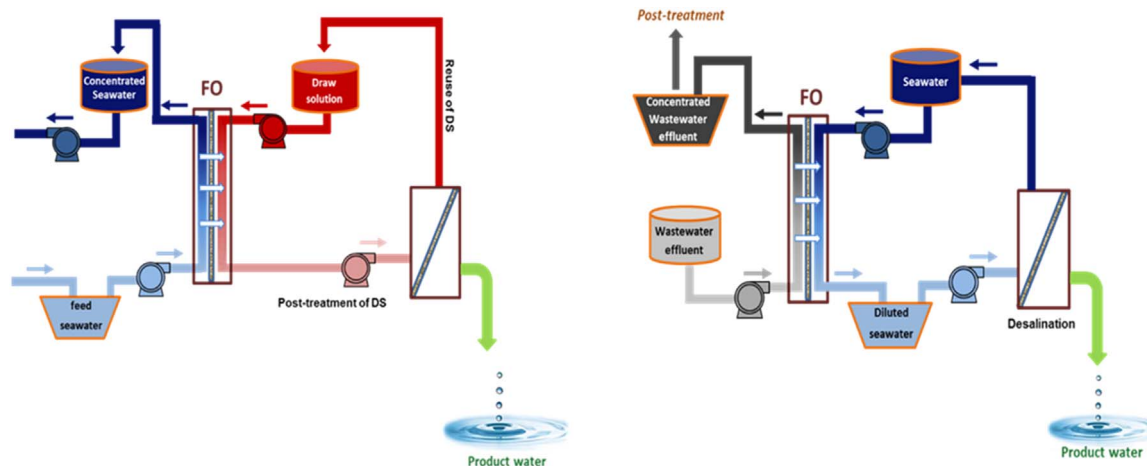 Concentrated
Seawater
FO
Draw
solution
Reuse of DS
feed
seawater
Post-treatment of DS
Product water
Post-treatment
Concentrated
Wastewater
effluent
FO
Seawater
Wastewater
effluent
Diluted
seawater
Desalination
Product water